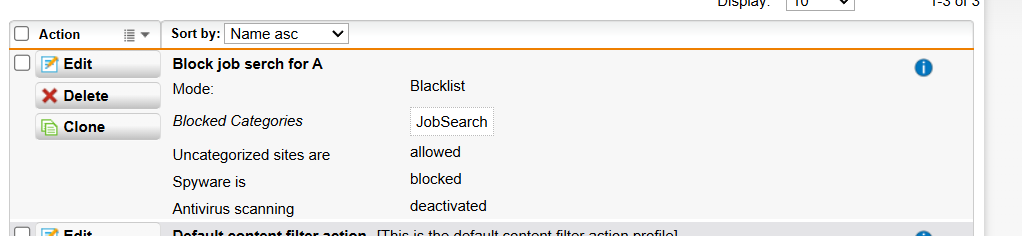 Display: 10 1-3 of 3
Action Sort by: Name asc
Edit Block job serch for A
Mode: Blacklist
Delete
Blocked Categories JobSearch
Clone
Uncategorized sites are allowed
Spyware is blocked
Antivirus scanning deactivated
Edit Default content filter action [This is the default content filter action profile]